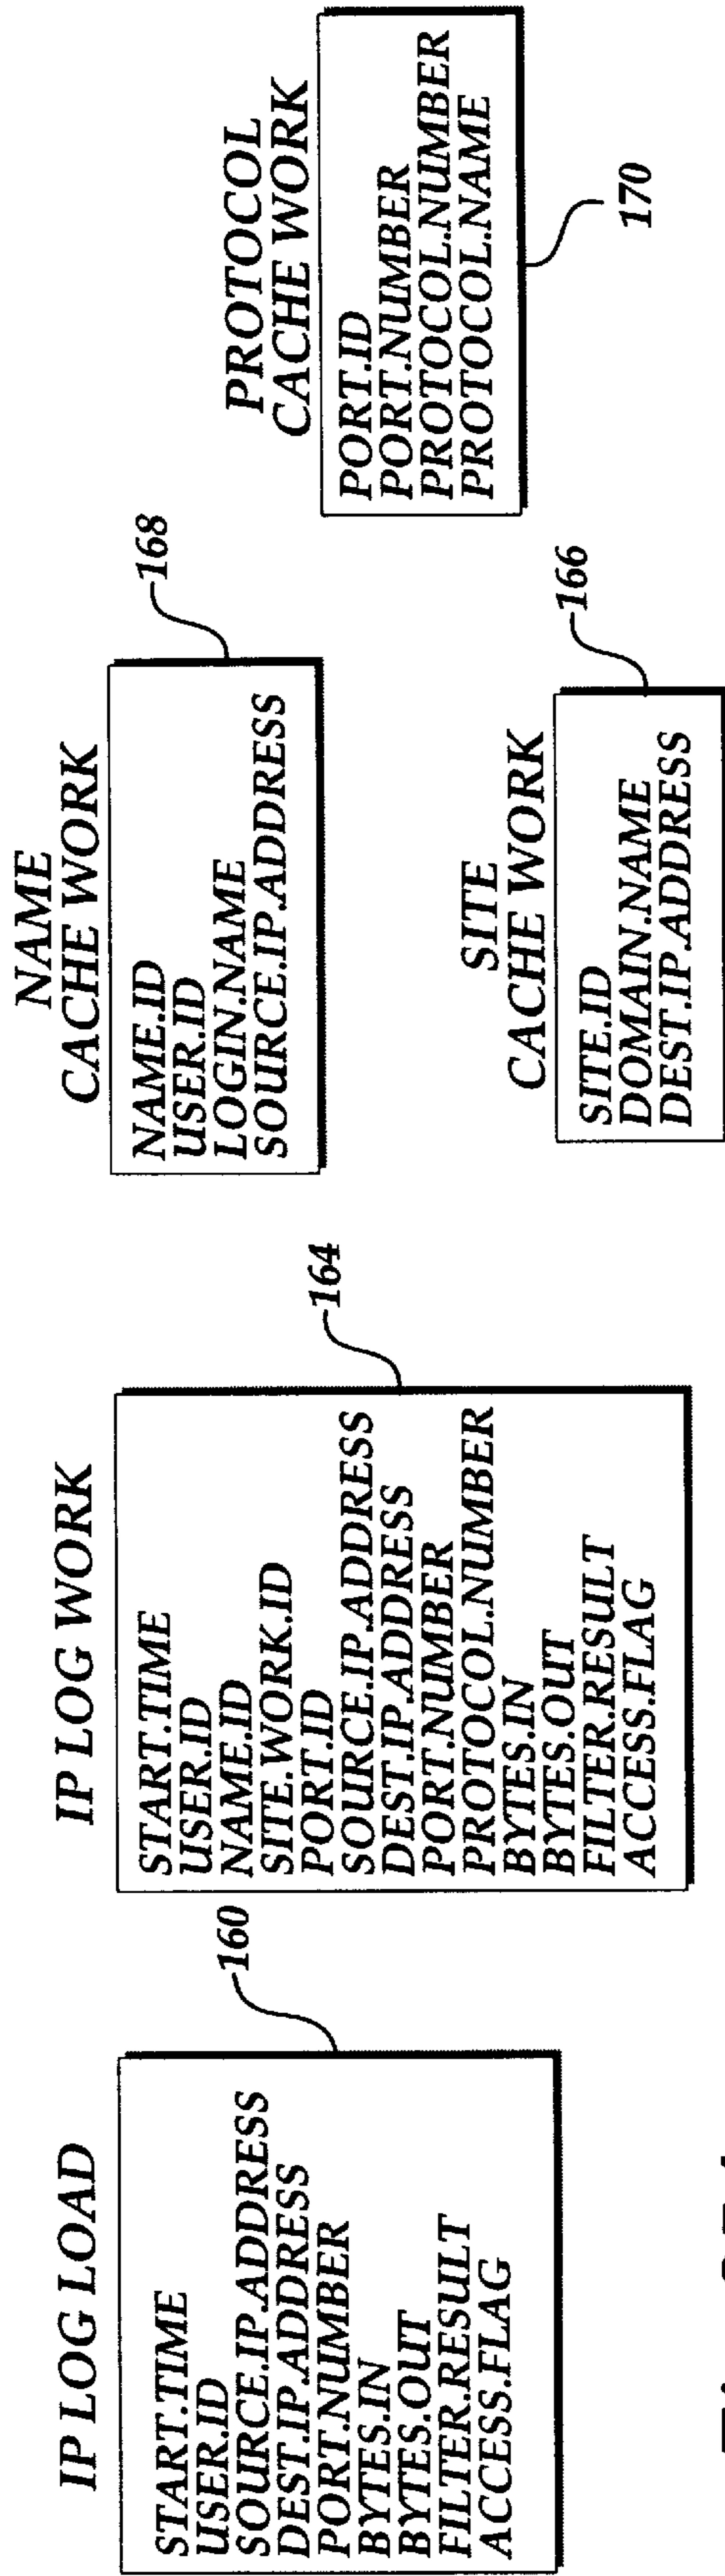 IP LOG LOAD
START.TIME
USER.ID
SOURCE.IP.ADDRESS
DEST.IP.ADDRESS
PORT.NUMBER
BYTES.IN
BYTES.OUT
FILTER.RESULT
ACCESS.FLAG
160
IP LOG WORK
START.TIME
USER.ID
NAME.ID
SITE.WORK.ID
PORT.ID
SOURCE.IP.ADDRESS
DEST.IP.ADDRESS
PORT.NUMBER
PROTOCOL.NUMBER
BYTES.IN
BYTES.OUT
FILTER.RESULT
ACCESS.FLAG
164
NAME
CACHE WORK
NAME.ID
USER.ID
LOGIN.NAME
SOURCE.IP.ADDRESS
168
SITE
CACHE WORK
SITE.ID
DOMAIN.NAME
DEST.IP.ADDRESS
166
PROTOCOL
CACHE WORK
PORT.ID
PORT.NUMBER
PROTOCOL.NUMBER
PROTOCOL.NAME
170